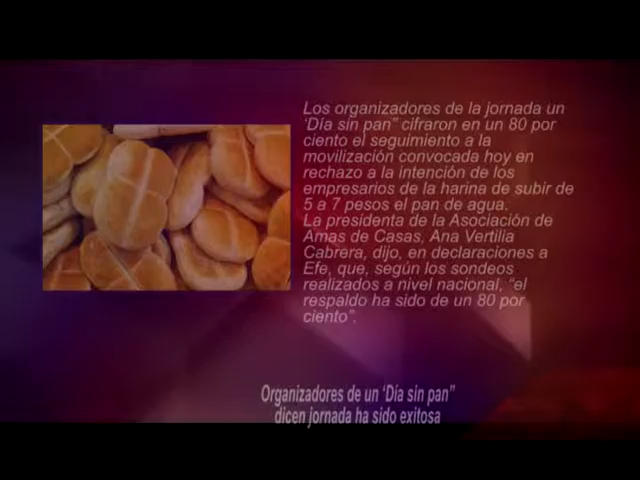 Los organizadores de la jornada un
‘Día sin pan” cifraron en un 80 por
ciento el seguimiento a la
movilización convocada hoy en
rechazo a la intención de los
empresarios de la harina de subir de
5 a 7 pesos el pan de agua.
La presidenta de la Asociación de
Amas de Casas, Ana Vertilia
Cabrera, dijo, en declaraciones a
Efe, que, según los sondeos
realizados a nivel nacional, “el
respaldo ha sido de un 80 por
ciento”.
Organizadores de un ‘Día sin pan”
dicen jornada ha sido exitosa